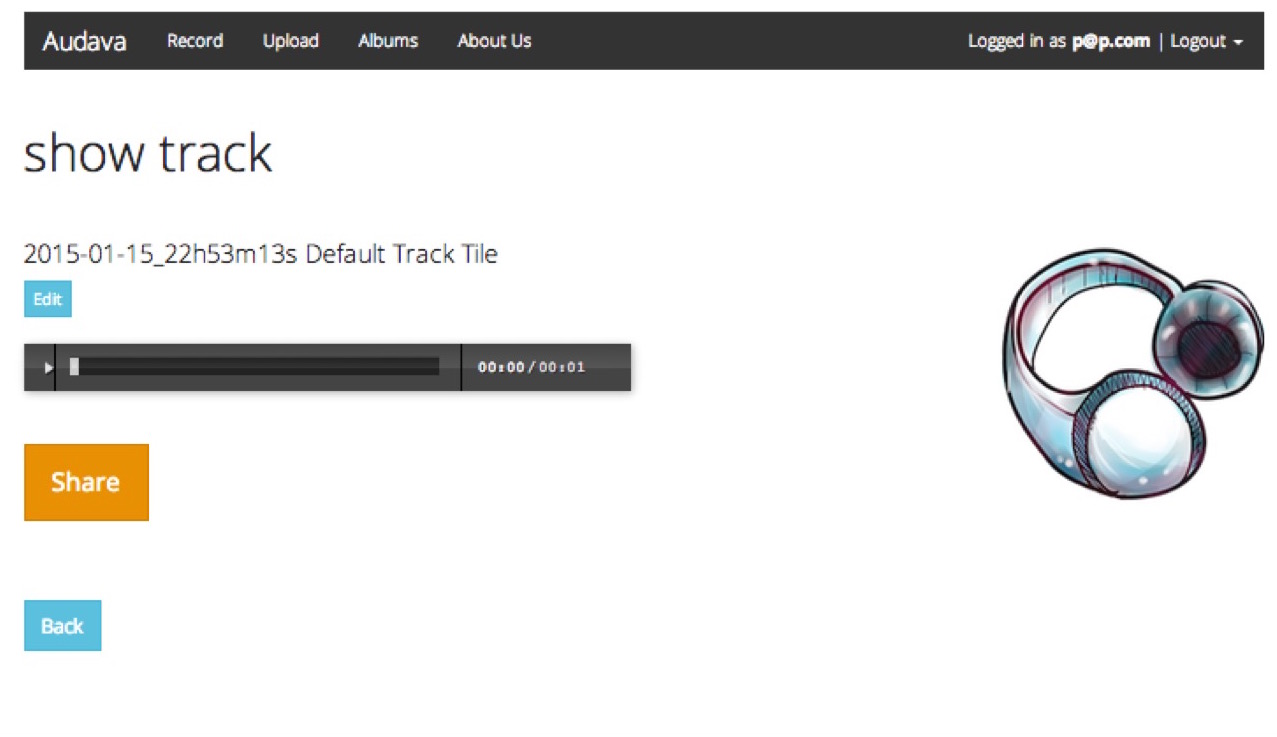 Audava Record Upload Albums About Us Logged in as p@p.com | Logout
show track
2015-01-15_22h53m13s Default Track Tile
Edit
00:00/00:01
Share
Back